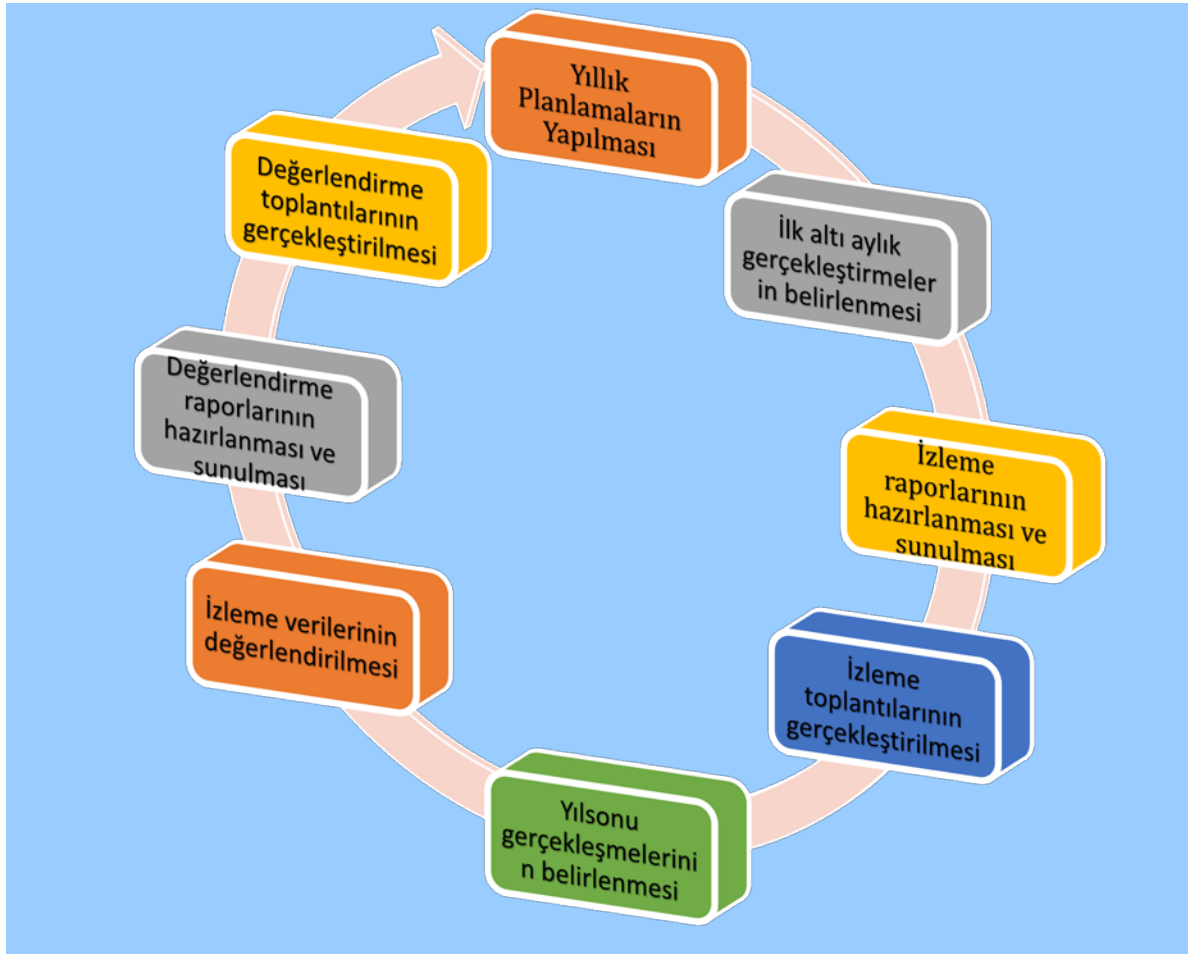 Yıllık
Planlamaların
Yapılması
İlk altı aylık
gerçekleştirmeler
in belirlenmesi
İzleme
raporlarının
hazırlanması ve
sunulması
İzleme
toplantılarının
gerçekleştirilmesi
Yılsonu
gerçekleşmelerini
n belirlenmesi
İzleme verilerinin
değerlendirilmesi
Değerlendirme
raporlarının
hazırlanması ve
sunulması
Değerlendirme
toplantılarının
gerçekleştirilmesi